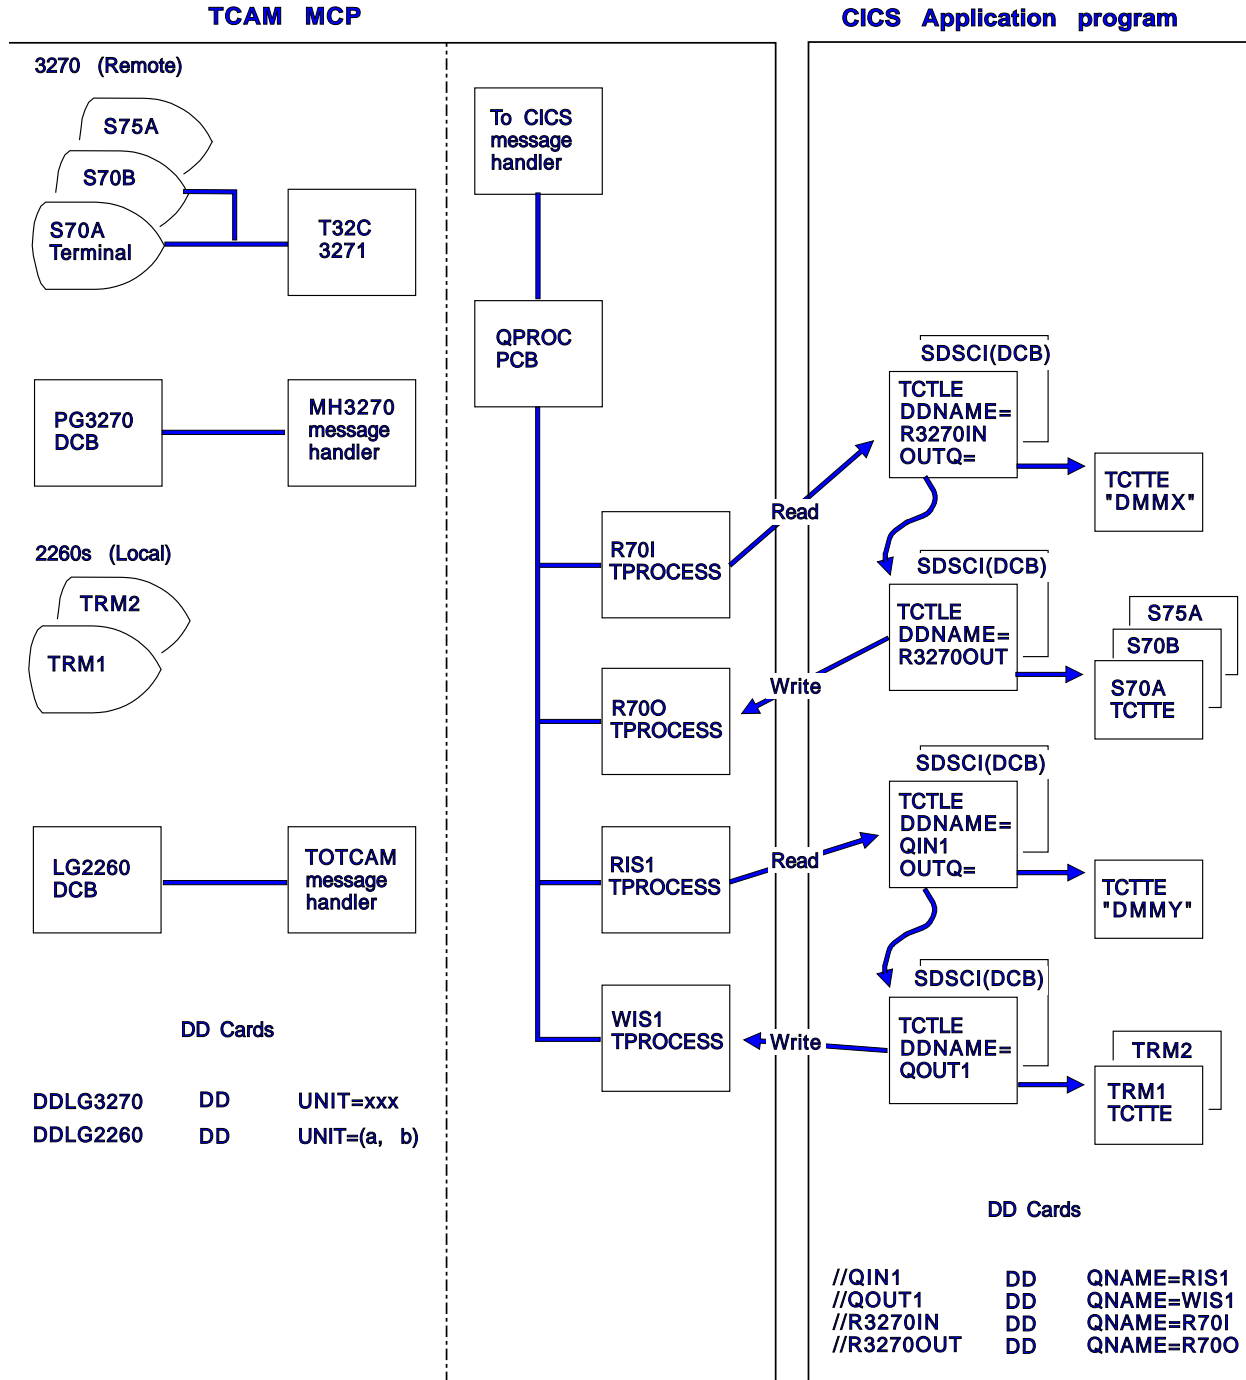 TCAM MCP
CICS Application program
3270 (Remote)
S75A
S70B
S70A
Terminal
T32C
3271
PG3270
DCB
MH3270
message
handler
2260s (Local)
TRM2
TRM1
LG2260
DCB
TOTCAM
message
handler
DD Cards
DDLG3270 DD UNIT=xxx
DDLG2260 DD UNIT=(a, b)
To CICS
message
handler
QPROC
PCB
R70I
TPROCESS
R70O
TPROCESS
RIS1
TPROCESS
WIS1
TPROCESS
Read
Write
Read
Write
SDSCI(DCB)
TCTLE
DDNAME=
R3270IN
OUTQ=
TCTTE
"DMMX"
SDSCI(DCB)
TCTLE
DDNAME=
R3270OUT
S75A
S70B
S70A
TCTTE
SDSCI(DCB)
TCTLE
DDNAME=
QIN1
OUTQ=
TCTTE
"DMMY"
SDSCI(DCB)
TCTLE
DDNAME=
QOUT1
TRM2
TRM1
TCTTE
DD Cards
//QIN1 DD QNAME=RIS1
//QOUT1 DD QNAME=WIS1
//R3270IN DD QNAME=R70I
//R3270OUT DD QNAME=R70O